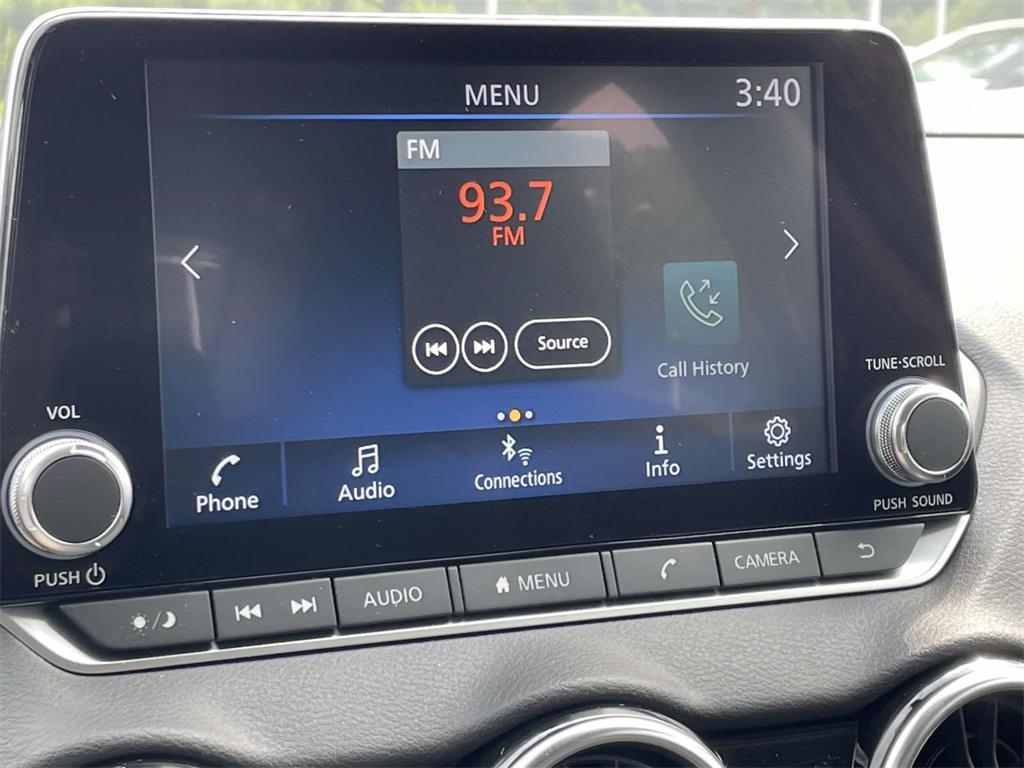 MENU 3:40
FM
93.7
FM
Source
Call History
Phone Audio Connections Info Settings
VOL
PUSH
TUNE·SCROLL
PUSH SOUND
AUDIO MENU CAMERA